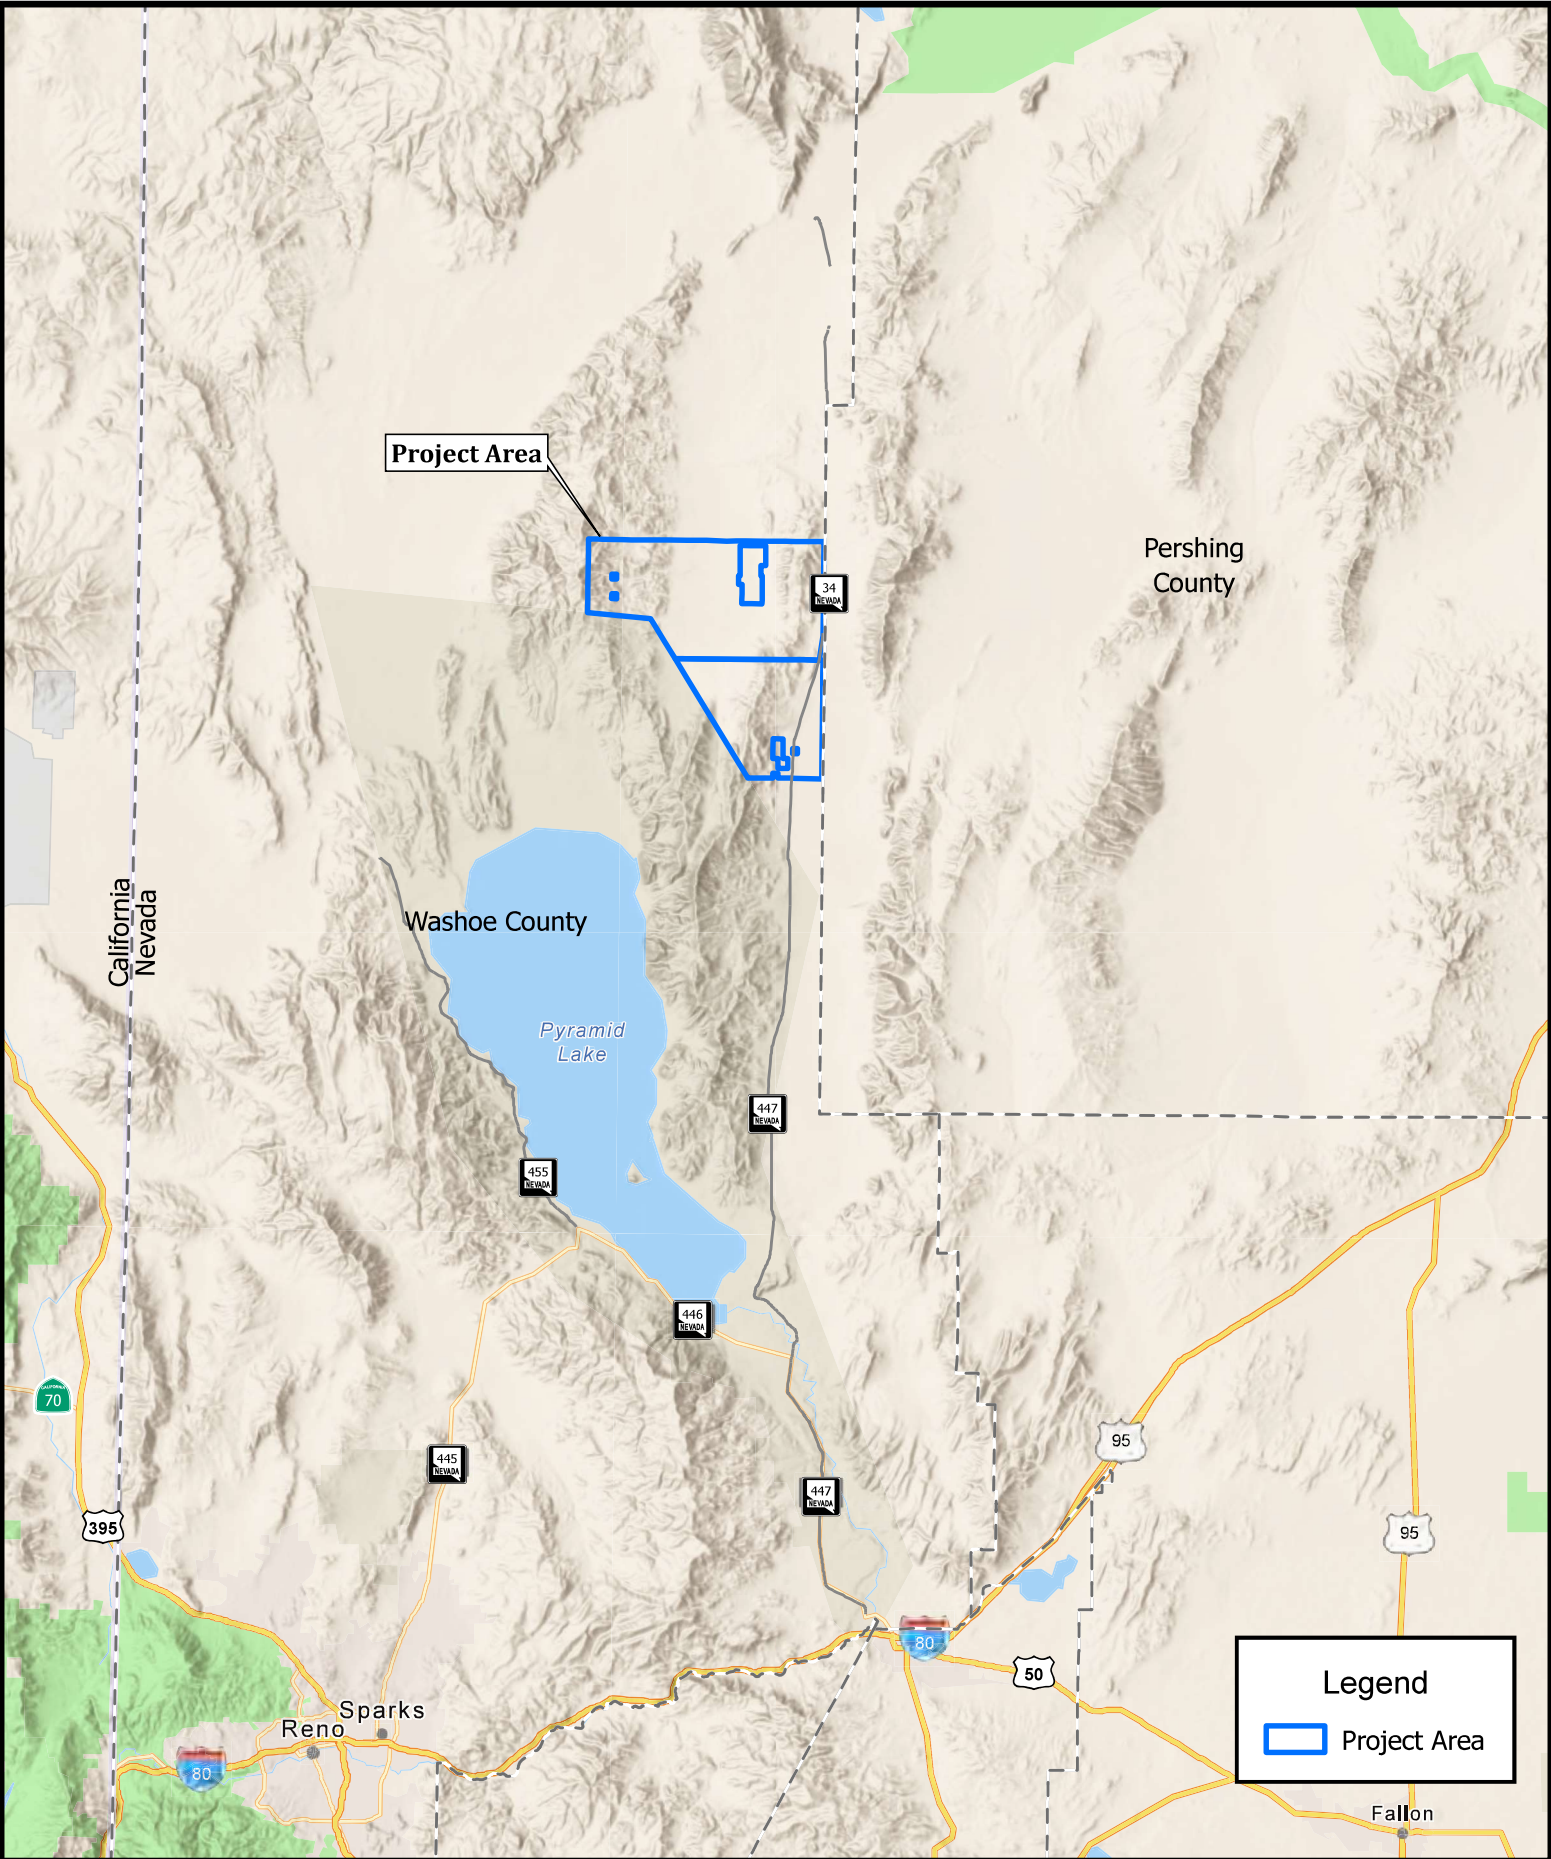 Project Area
34
NEVADA
Pershing
County
California
Nevada
Washoe County
Pyramid
Lake
447
NEVADA
455
NEVADA
446
NEVADA
CALIFORNIA
70
95
445
NEVADA
447
NEVADA
395
95
80
50
Legend
Project Area
Sparks
Reno
80
Fallon